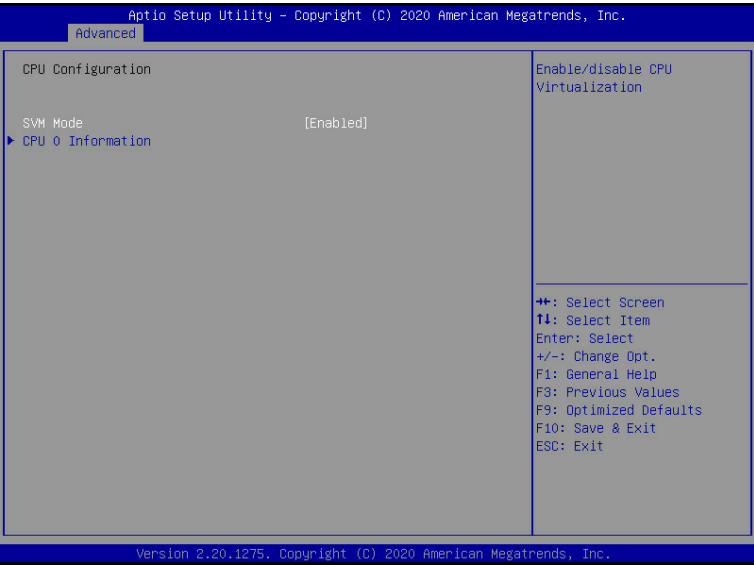 Aptio Setup Utility – Copyright (C) 2020 American Megatrends, Inc.
Advanced
CPU Configuration
SVM Mode [Enabled]
CPU 0 Information
Enable/disable CPU
Virtualization
→←: Select Screen
↑↓: Select Item
Enter: Select
+/-: Change Opt.
F1: General Help
F3: Previous Values
F9: Optimized Defaults
F10: Save & Exit
ESC: Exit
Version 2.20.1275. Copyright (C) 2020 American Megatrends, Inc.